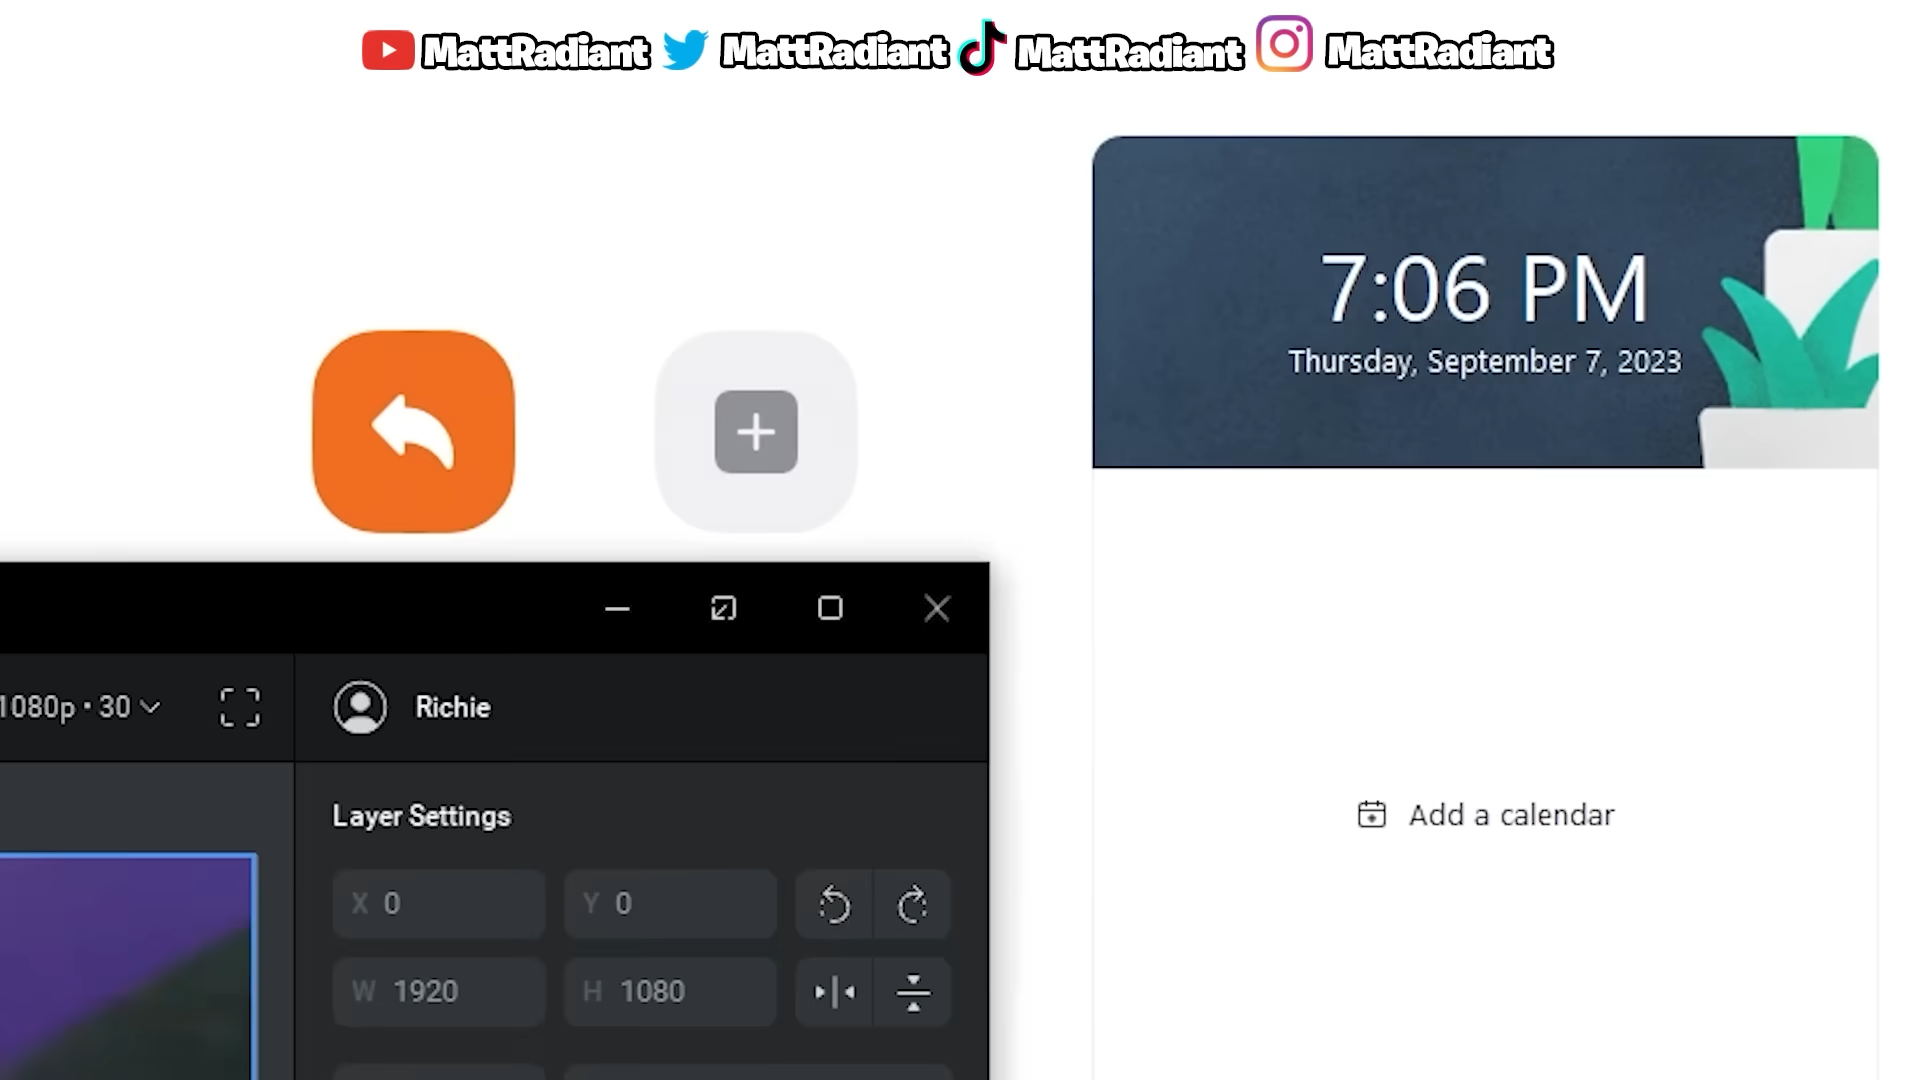 MattRadiant MattRadiant MattRadiant MattRadiant
7:06 PM
Thursday, September 7, 2023
1080p • 30
Richie
Layer Settings
X 0 Y 0
W 1920 H 1080
Add a calendar